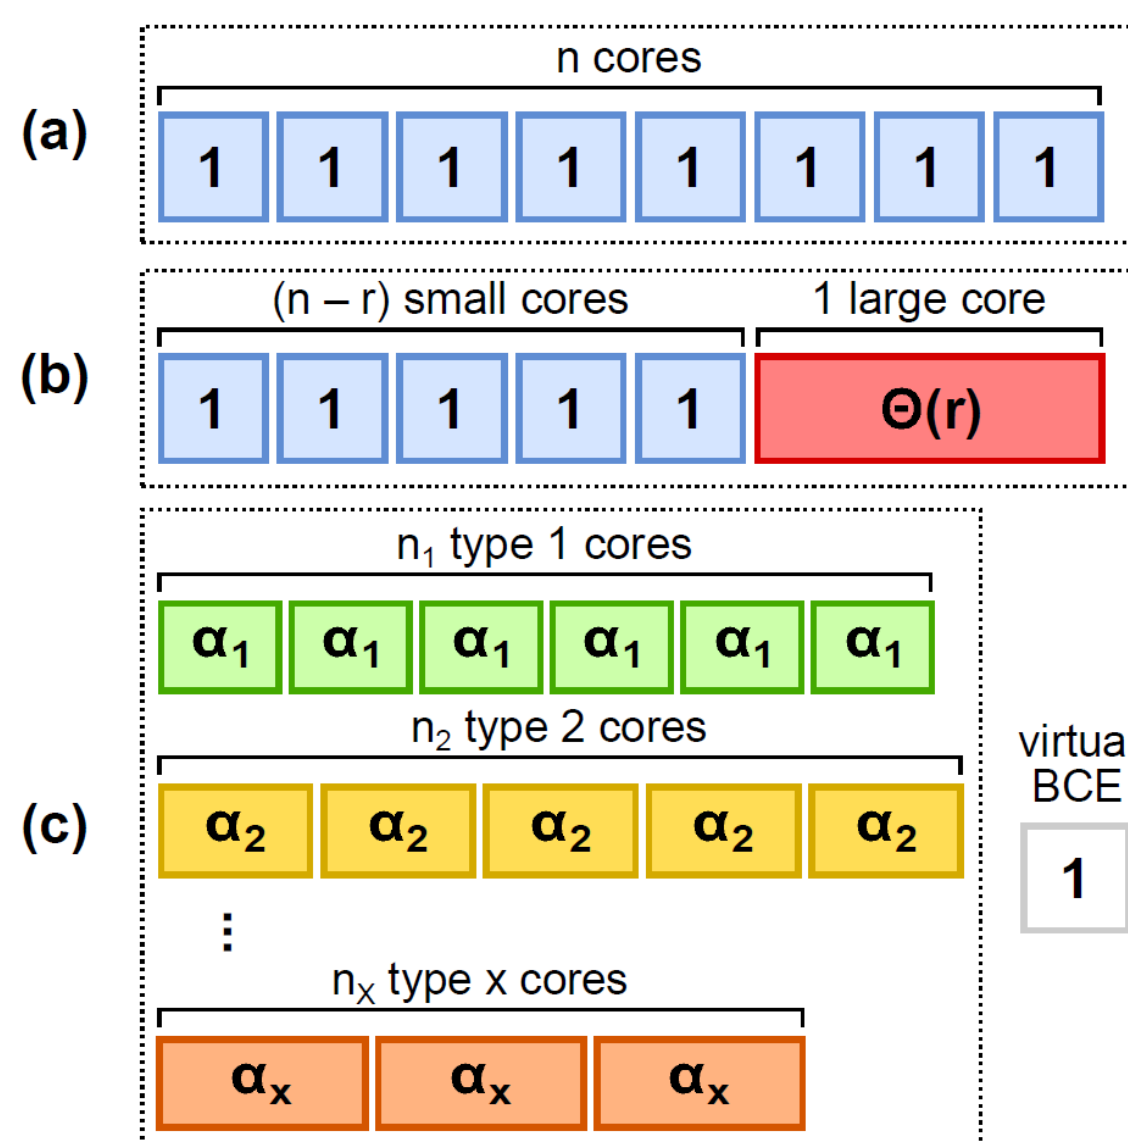 n cores
(a)
1 1 1 1 1 1 1 1
(n – r) small cores 1 large core
(b)
1 1 1 1 1 Θ(r)
n₁ type 1 cores
α₁ α₁ α₁ α₁ α₁ α₁
n₂ type 2 cores
virtua
BCE
(c)
α₂ α₂ α₂ α₂ α₂
1
⋮
nₓ type x cores
αₓ αₓ αₓ